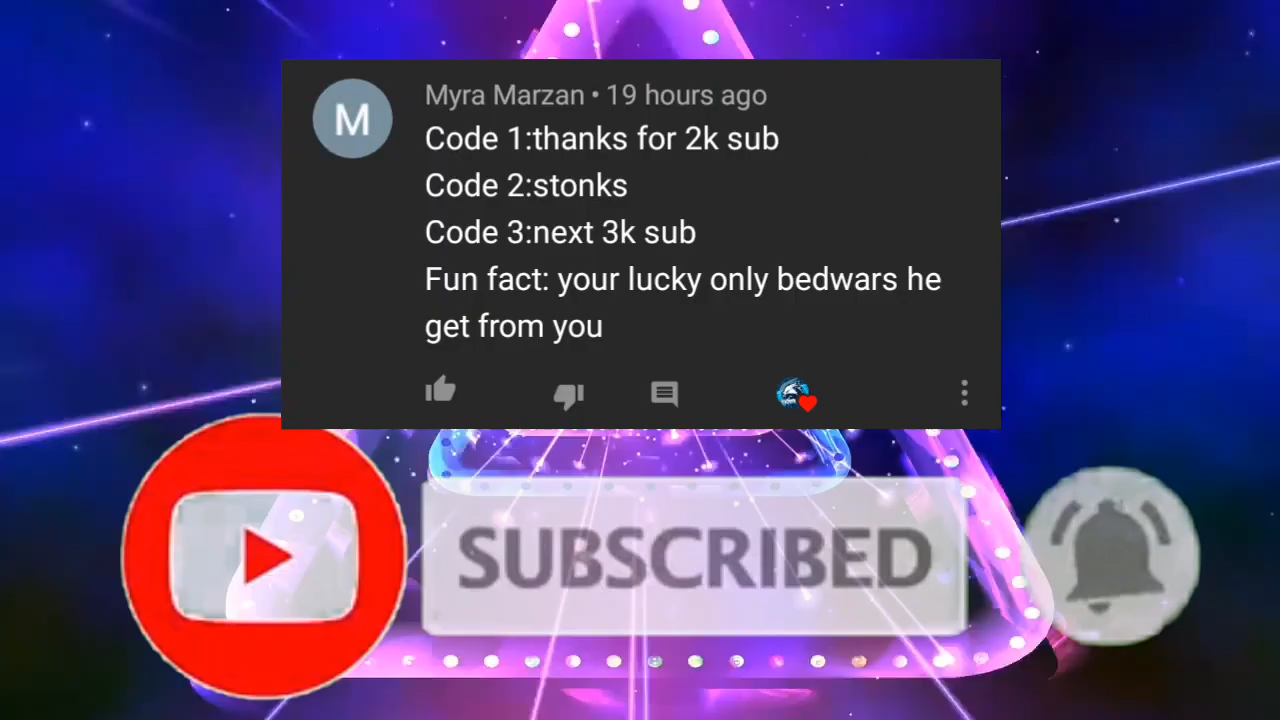 M
Myra Marzan • 19 hours ago
Code 1:thanks for 2k sub
Code 2:stonks
Code 3:next 3k sub
Fun fact: your lucky only bedwars he
get from you
SUBSCRIBED